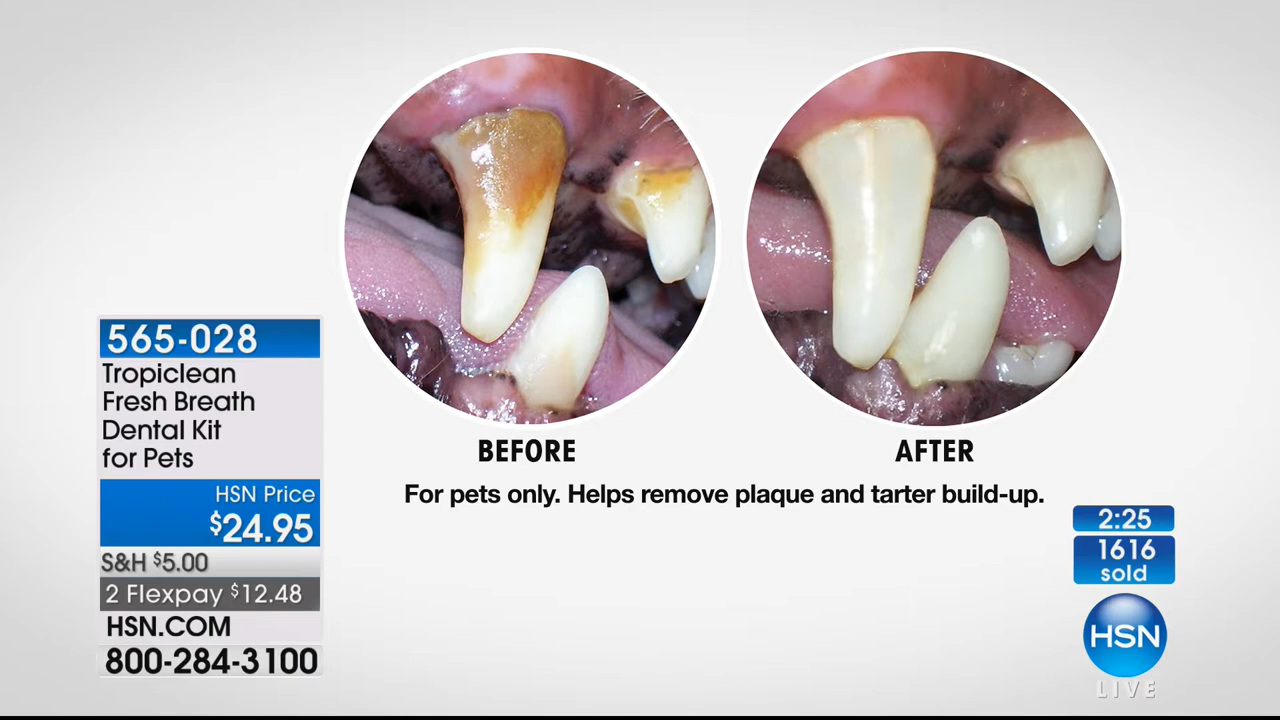 565-028
Tropiclean
Fresh Breath
Dental Kit
for Pets
HSN Price
$24.95
S&H $5.00
2 Flexpay $12.48
HSN.COM
800-284-3100
BEFORE
AFTER
For pets only. Helps remove plaque and tarter build-up.
2:25
1616
sold
HSN
LIVE